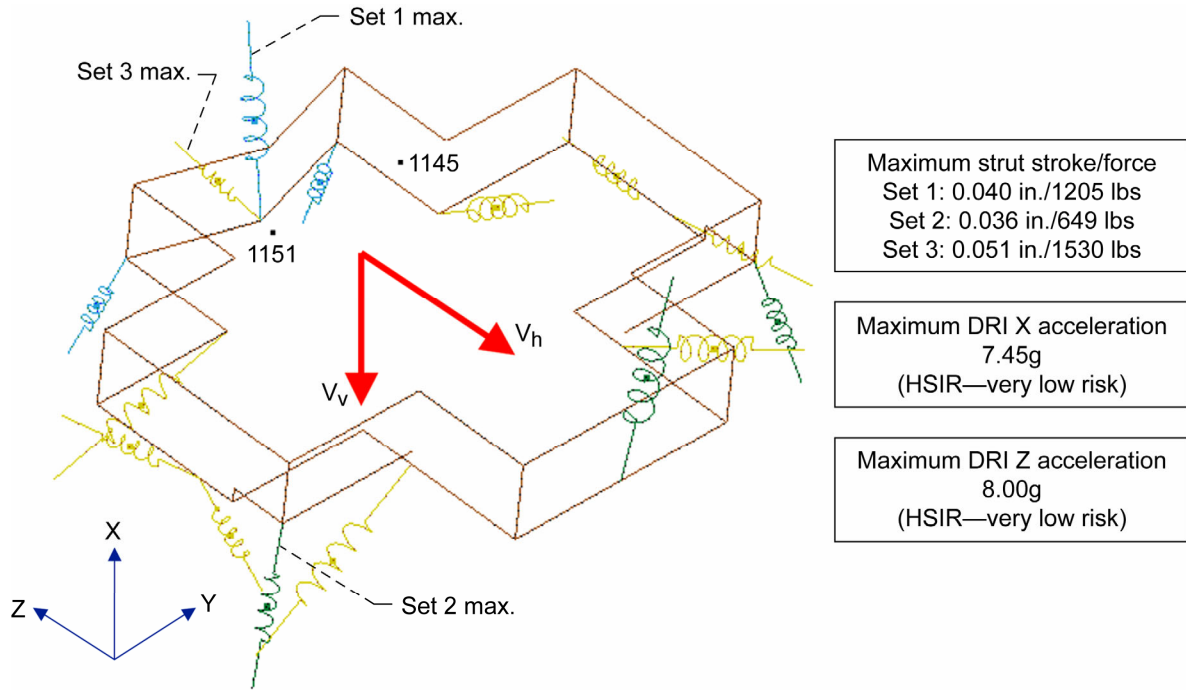 Set 1 max.
Set 3 max.
1145
1151
Vh
Vv
X
Z
Y
Set 2 max.
Maximum strut stroke/force
Set 1: 0.040 in./1205 lbs
Set 2: 0.036 in./649 lbs
Set 3: 0.051 in./1530 lbs
Maximum DRI X acceleration
7.45g
(HSIR—very low risk)
Maximum DRI Z acceleration
8.00g
(HSIR—very low risk)